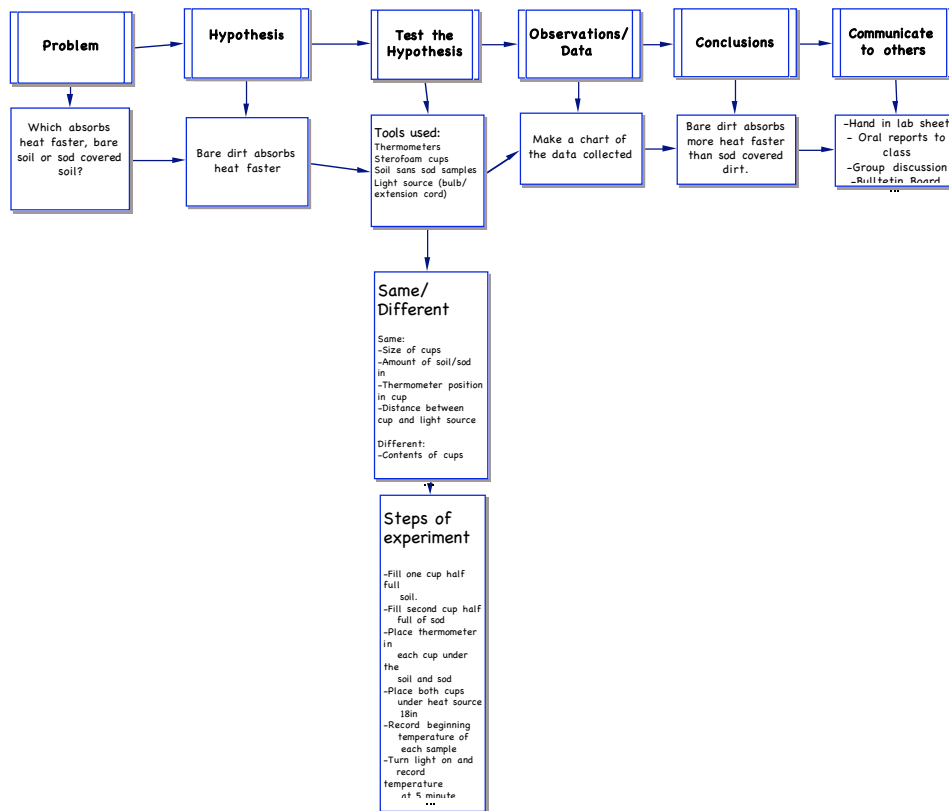 Problem
Hypothesis
Test the
Hypothesis
Observations/
Data
Conclusions
Communicate
to others
Which absorbs
heat faster, bare
soil or sod covered
soil?
Bare dirt absorbs
heat faster
Tools used:
Thermometers
Sterofoam cups
Soil sans sod samples
Light source (bulb/
extension cord)
Make a chart of
the data collected
Bare dirt absorbs
more heat faster
than sod covered
dirt.
-Hand in lab sheet
- Oral reports to
class
-Group discussion
-Bulltetin Board
...
Same/
Different
Same:
-Size of cups
-Amount of soil/sod
in
-Thermometer position
in cup
-Distance between
cup and light source
Different:
-Contents of cups
...
Steps of
experiment
-Fill one cup half
full
soil.
-Fill second cup half
full of sod
-Place thermometer
in
each cup under
the
soil and sod
-Place both cups
under heat source
18in
-Record beginning
temperature of
each sample
-Turn light on and
record
temperature
at 5 minute
...